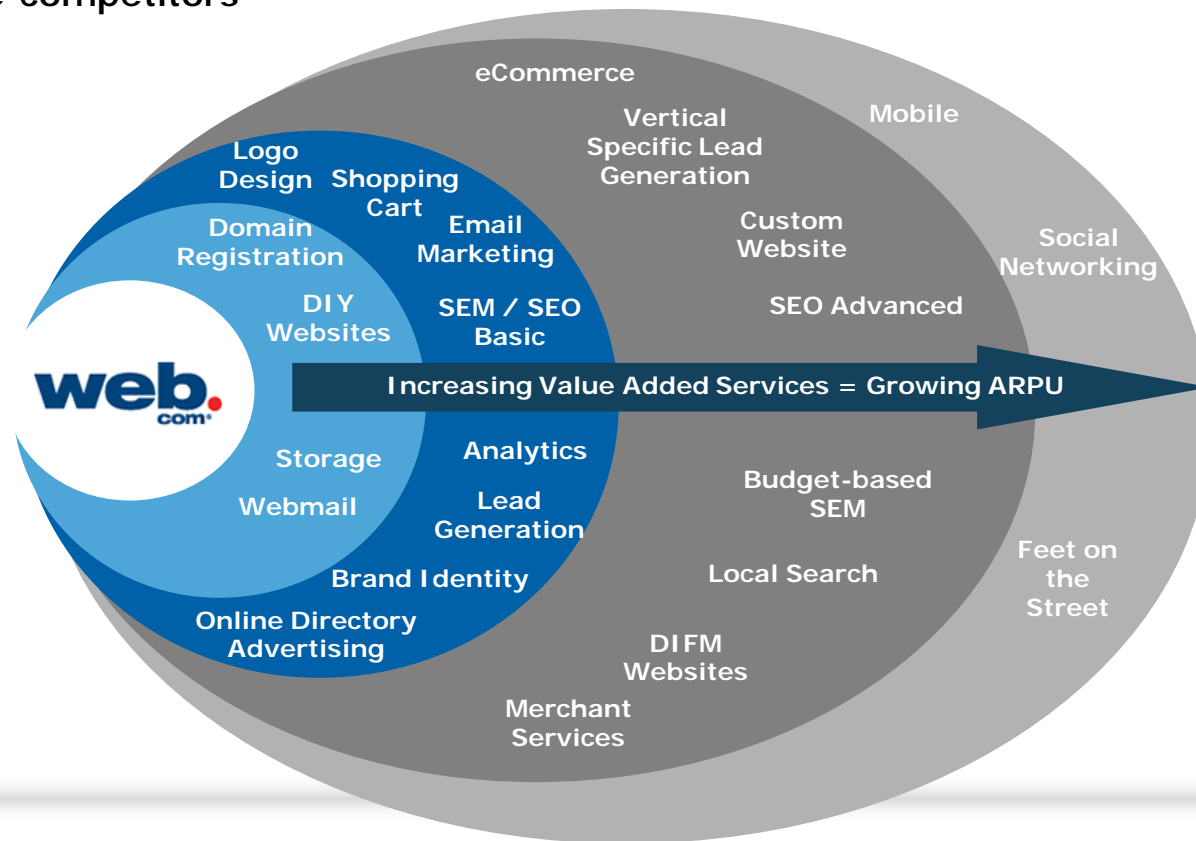 competitors
eCommerce
Mobile
Vertical
Specific Lead
Generation
Logo
Design
Shopping
Cart
Email
Marketing
Domain
Registration
Custom
Website
Social
Networking
DIY
Websites
SEM / SEO
Basic
SEO Advanced
web.
com
Increasing Value Added Services = Growing ARPU
Storage
Analytics
Budget-based
SEM
Webmail
Lead
Generation
Feet on
the
Street
Brand Identity
Local Search
Online Directory
Advertising
DIFM
Websites
Merchant
Services